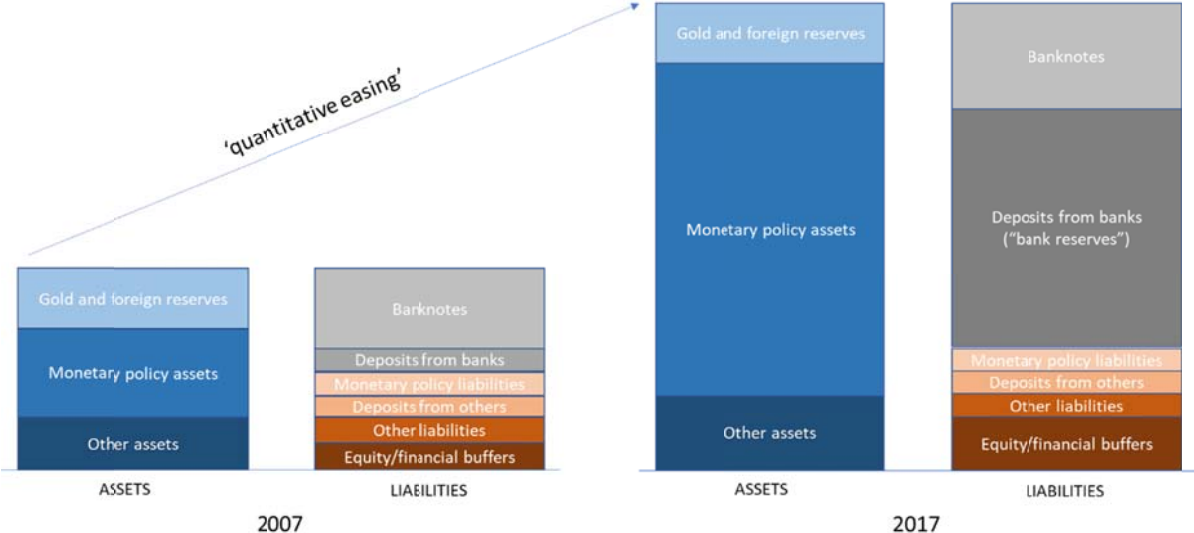 'quantitative easing'
Gold and foreign reserves
Monetary policy assets
Other assets
ASSETS
Banknotes
Deposits from banks
Monetary policy liabilities
Deposits from others
Other liabilities
Equity/financial buffers
LIABILITIES
2007
Gold and foreign reserves
Monetary policy assets
Other assets
ASSETS
Banknotes
Deposits from banks
("bank reserves")
Monetary policy liabilities
Deposits from others
Other liabilities
Equity/financial buffers
LIABILITIES
2017